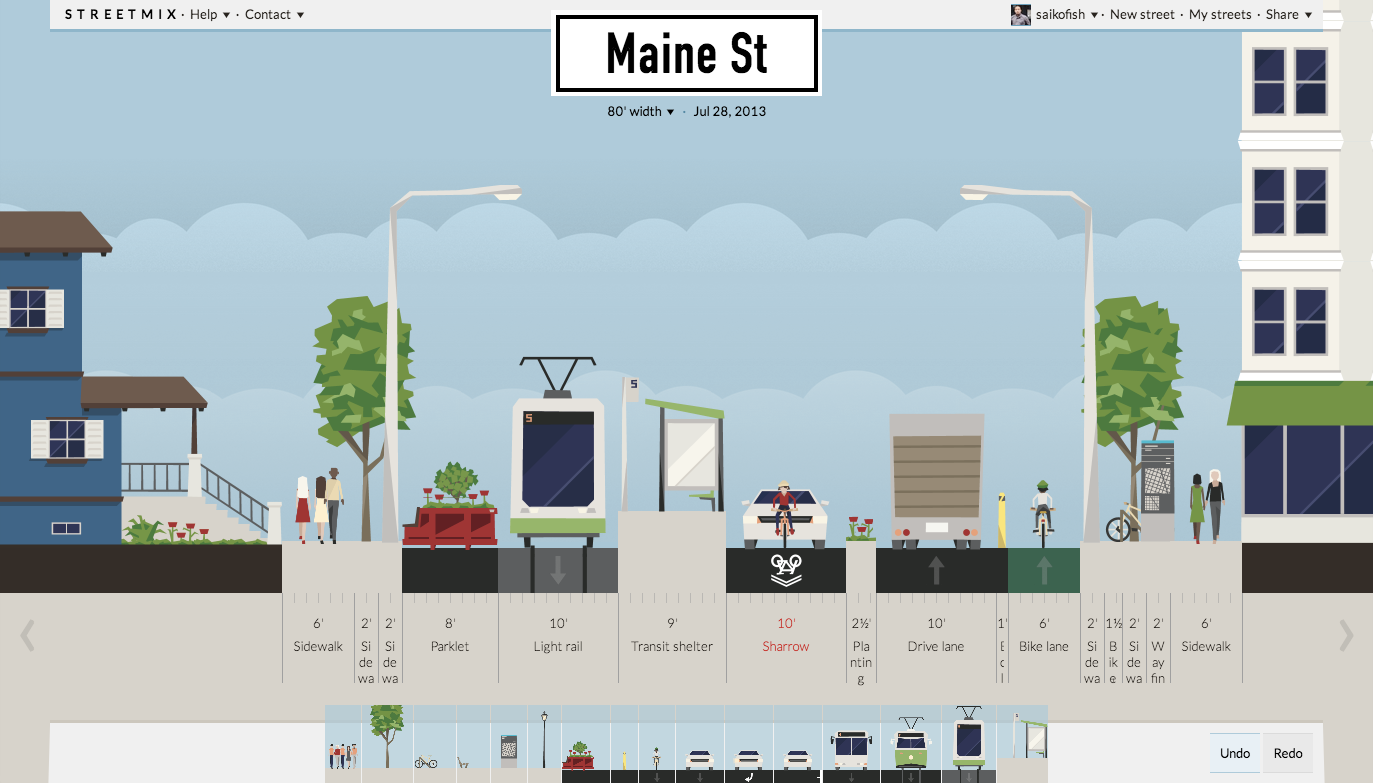 STREETMIX · Help ▼ · Contact ▼
saikofish ▼ · New street · My streets · Share ▼
Maine St
80' width ▼ · Jul 28, 2013
5
5
6' 2' 2' 8' 10' 9' 10' 2½' 10' 1' 6' 2' 1½ 2' 2' 6'
Sidewalk Si Si Parklet Light rail Transit shelter Sharrow Pla Drive lane Bike lane Si B Si W Sidewalk
de de ntin de ik de ay
wa wa g wa e wa fin
Undo Redo